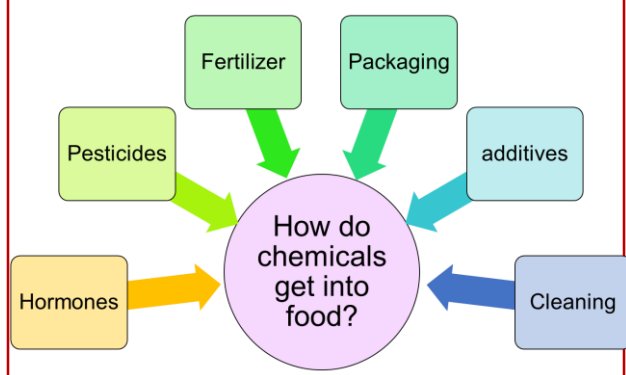 Fertilizer
Packaging
Pesticides
additives
Hormones
Cleaning
How do
chemicals
get into
food?